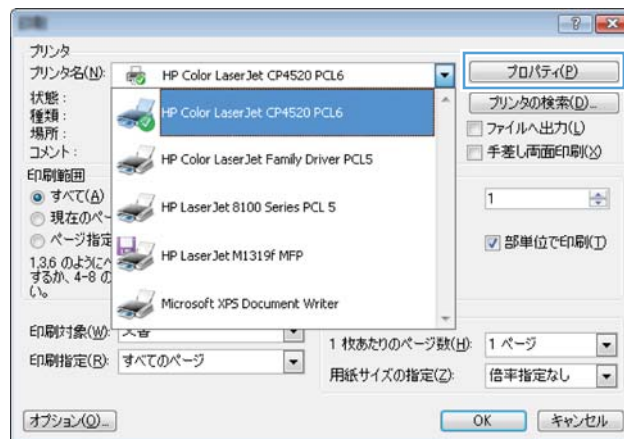 プリンタ
プリンタ名(N): HP Color LaserJet CP4520 PCL6 プロパティ(P)
状態:
種類:
場所:
コメント:
HP Color LaserJet CP4520 PCL6
HP Color LaserJet Family Driver PCL5
HP LaserJet 8100 Series PCL 5
HP LaserJet M1319f MFP
Microsoft XPS Document Writer
プリンタの検索(D)...
ファイルへ出力(L)
手差し両面印刷(X)
印刷範囲
すべて(A)
現在のペー
ページ指定
1,3,6 のように
するか、4-8 の
い。
1
部単位で印刷(T)
印刷対象(W):
印刷指定(R): すべてのページ
1 枚あたりのページ数(H): 1 ページ
用紙サイズの指定(Z): 倍率指定なし
オプション(O)... OK キャンセル